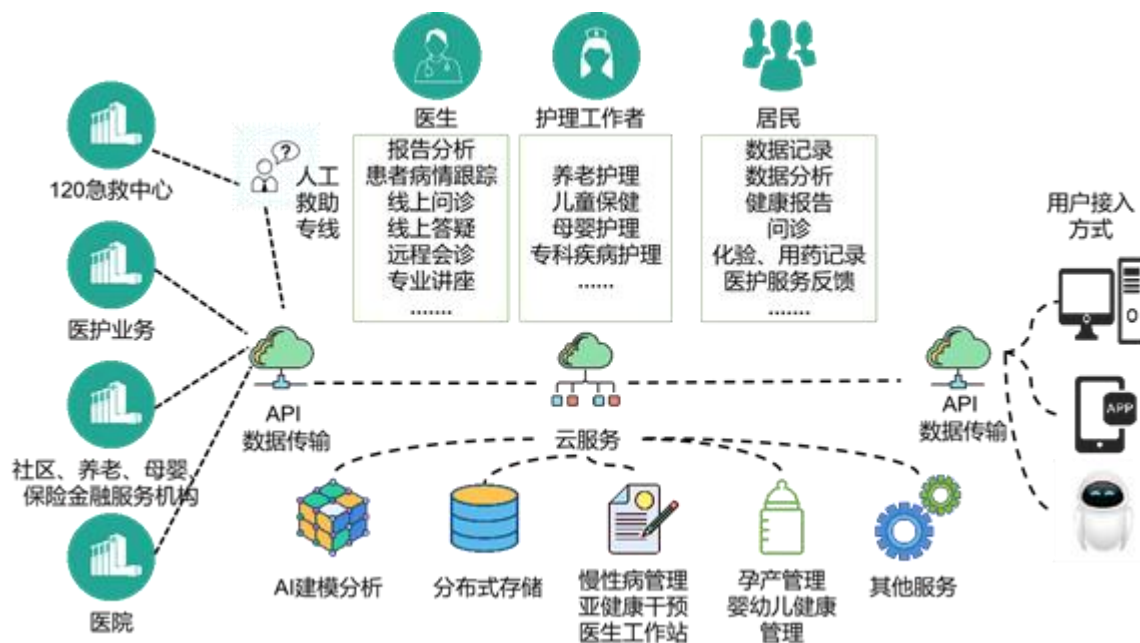 医生
护理工作者
居民
报告分析
患者病情跟踪
线上问诊
线上答疑
远程会诊
专业讲座
.......
养老护理
儿童保健
母婴护理
专科疾病护理
......
数据记录
数据分析
健康报告
问诊
化验、用药记录
医护服务反馈
.......
120急救中心
?
人工
救助
专线
医护业务
社区、养老、母婴、
保险金融服务机构
医院
API
数据传输
云服务
API
数据传输
用户接入
方式
APP
AI建模分析
分布式存储
慢性病管理
亚健康干预
医生工作站
孕产管理
婴幼儿健康
管理
其他服务